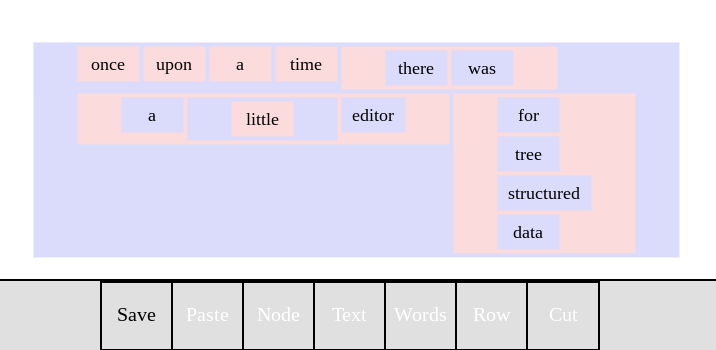 once upon a time there was
a little editor for
tree
structured
data
Save Paste Node Text Words Row Cut